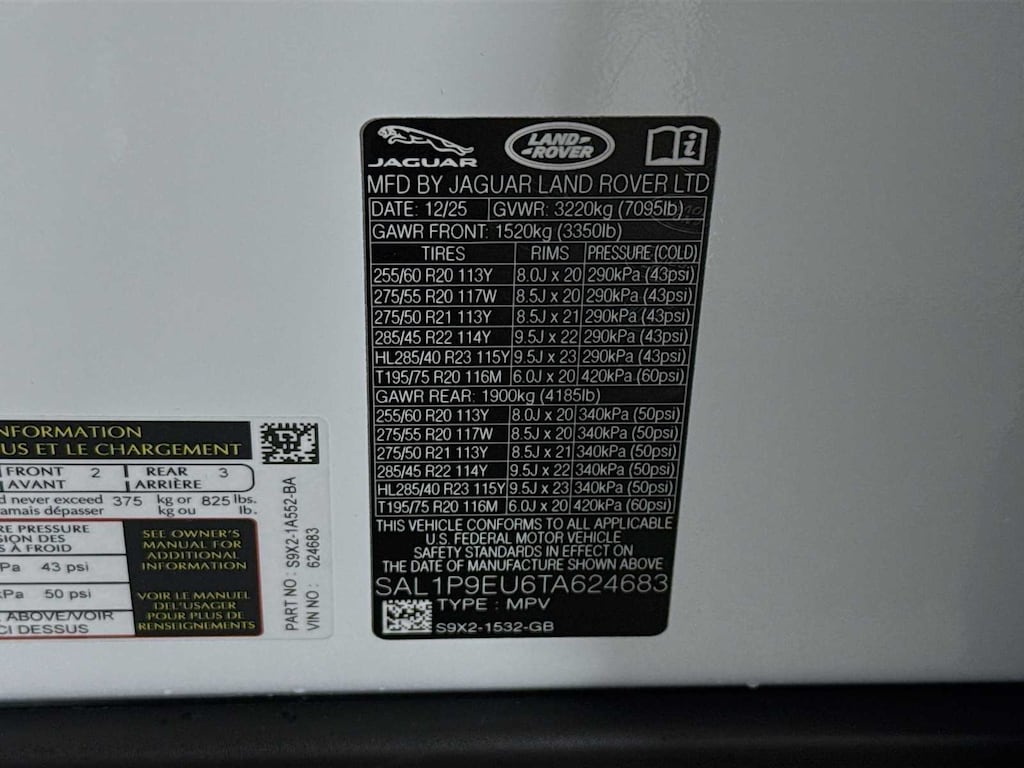 JAGUAR
LAND-
-ROVER
i
MFD BY JAGUAR LAND ROVER LTD
DATE: 12/25 GVWR: 3220kg (7095lb)
GAWR FRONT: 1520kg (3350lb)
TIRES RIMS PRESSURE (COLD)
255/60 R20 113Y 8.0J x 20 290kPa (43psi)
275/55 R20 117W 8.5J x 20 290kPa (43psi)
275/50 R21 113Y 8.5J x 21 290kPa (43psi)
285/45 R22 114Y 9.5J x 22 290kPa (43psi)
HL285/40 R23 115Y 9.5J x 23 290kPa (43psi)
T195/75 R20 116M 6.0J x 20 420kPa (60psi)
GAWR REAR: 1900kg (4185lb)
255/60 R20 113Y 8.0J x 20 340kPa (50psi)
275/55 R20 117W 8.5J x 20 340kPa (50psi)
275/50 R21 113Y 8.5J x 21 340kPa (50psi)
285/45 R22 114Y 9.5J x 22 340kPa (50psi)
HL285/40 R23 115Y 9.5J x 23 340kPa (50psi)
T195/75 R20 116M 6.0J x 20 420kPa (60psi)
THIS VEHICLE CONFORMS TO ALL APPLICABLE
U.S. FEDERAL MOTOR VEHICLE
SAFETY STANDARDS IN EFFECT ON
THE DATE OF MANUFACTURE SHOWN ABOVE
SAL1P9EU6TA624683
TYPE : MPV
S9X2-1532-GB
NFORMATION
US ET LE CHARGEMENT
FRONT 2 REAR 3
AVANT ARRIÈRE
d never exceed 375 kg or 825 lbs.
amais dépasser kg ou lb.
RE PRESSURE
SION DES
S À FROID
Pa 43 psi
kPa 50 psi
E ABOVE/VOIR
CI DESSUS
SEE OWNER'S
MANUAL FOR
ADDITIONAL
INFORMATION
VOIR LE MANUEL
DEL'USAGER
POUR PLUS DE
RENSEIGNEMENTS
PART NO : S9X2-1A552-BA
VIN NO : 624683